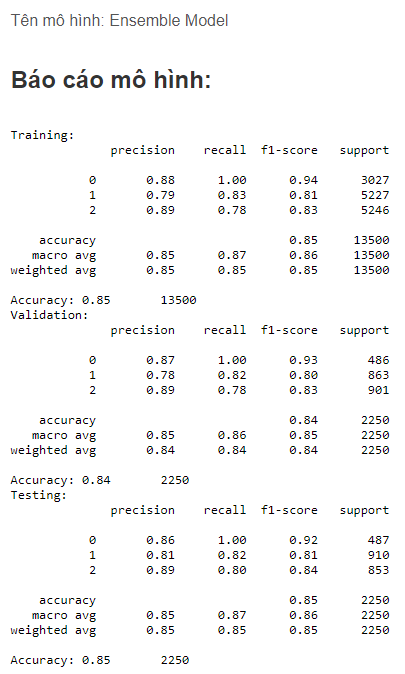 Tên mô hình: Ensemble Model
Báo cáo mô hình:
Training:
precision recall f1-score support
0 0.88 1.00 0.94 3027
1 0.79 0.83 0.81 5227
2 0.89 0.78 0.83 5246
accuracy 0.85 13500
macro avg 0.85 0.87 0.86 13500
weighted avg 0.85 0.85 0.85 13500
Accuracy: 0.85 13500
Validation:
precision recall f1-score support
0 0.87 1.00 0.93 486
1 0.78 0.82 0.80 863
2 0.89 0.78 0.83 901
accuracy 0.84 2250
macro avg 0.85 0.86 0.85 2250
weighted avg 0.84 0.84 0.84 2250
Accuracy: 0.84 2250
Testing:
precision recall f1-score support
0 0.86 1.00 0.92 487
1 0.81 0.82 0.81 910
2 0.89 0.80 0.84 853
accuracy 0.85 2250
macro avg 0.85 0.87 0.86 2250
weighted avg 0.85 0.85 0.85 2250
Accuracy: 0.85 2250